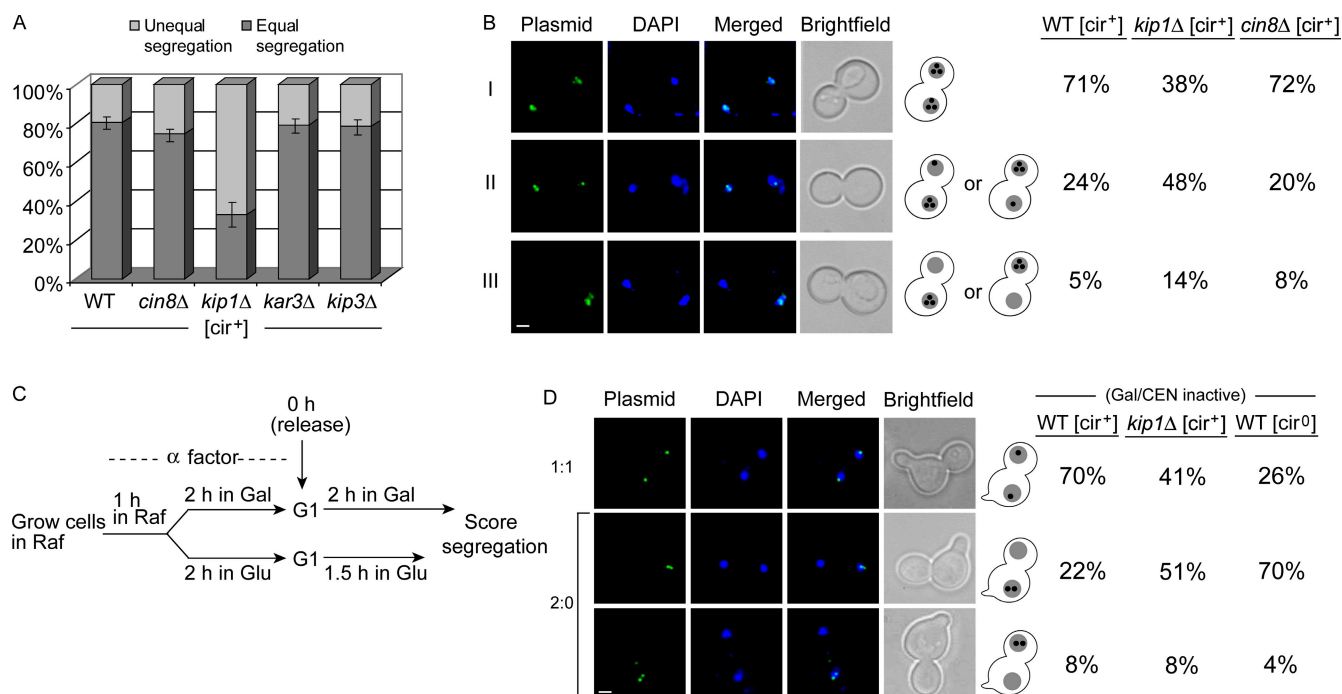 A
Unequal segregation
Equal segregation
100%
80%
60%
40%
20%
0%
WT cin8Δ kip1Δ kar3Δ kip3Δ
[cir+]
B
Plasmid DAPI Merged Brightfield
WT [cir+] kip1Δ [cir+] cin8Δ [cir+]
I
71% 38% 72%
II
or
24% 48% 20%
III
or
5% 14% 8%
C
0 h
(release)
α factor
Grow cells in Raf
1 h in Raf
2 h in Gal G1 2 h in Gal
2 h in Glu G1 1.5 h in Glu
Score segregation
D
Plasmid DAPI Merged Brightfield
(Gal/CEN inactive)
WT [cir+] kip1Δ [cir+] WT [cir0]
1:1
70% 41% 26%
2:0
22% 51% 70%
8% 8% 4%